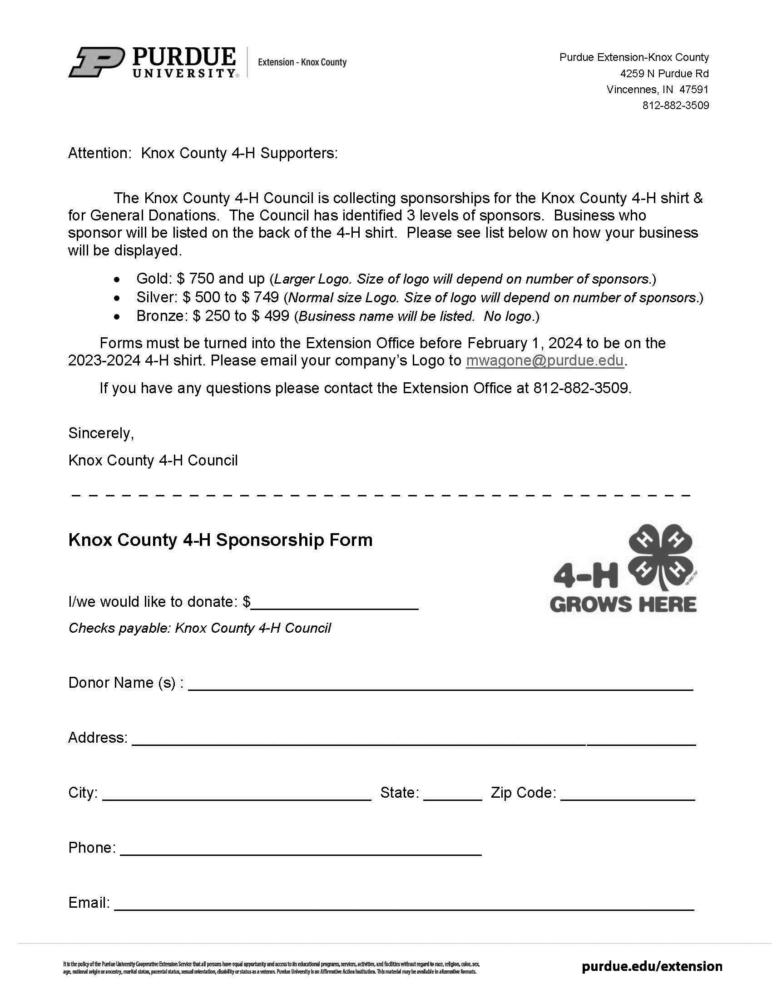 PURDUE
UNIVERSITY®
Extension - Knox County
Purdue Extension-Knox County
4259 N Purdue Rd
Vincennes, IN  47591
812-882-3509
Attention:  Knox County 4-H Supporters:
The Knox County 4-H Council is collecting sponsorships for the Knox County 4-H shirt &
for General Donations.  The Council has identified 3 levels of sponsors.  Business who
sponsor will be listed on the back of the 4-H shirt.  Please see list below on how your business
will be displayed.
• Gold: $ 750 and up (Larger Logo. Size of logo will depend on number of sponsors.)
• Silver: $ 500 to $ 749 (Normal size Logo. Size of logo will depend on number of sponsors.)
• Bronze: $ 250 to $ 499 (Business name will be listed.  No logo.)
Forms must be turned into the Extension Office before February 1, 2024 to be on the
2023-2024 4-H shirt. Please email your company’s Logo to mwagone@purdue.edu.
If you have any questions please contact the Extension Office at 812-882-3509.
Sincerely,
Knox County 4-H Council
Knox County 4-H Sponsorship Form
H H
H H
18 USC 707
4-H
GROWS HERE
I/we would like to donate: $____________________
Checks payable: Knox County 4-H Council
Donor Name (s) : ____________________
Address: ____________________
City: ____________________ State: _______ Zip Code: ________________
Phone: ____________________
Email: ____________________
It is the policy of the Purdue University Cooperative Extension Service that all persons have equal opportunity and access to its educational programs, services, activities, and facilities without regard to race, religion, color, sex,
age, national origin or ancestry, marital status, parental status, sexual orientation, disability or status as a veteran. Purdue University is an Affirmative Action Institution. This material may be available in alternative formats.
purdue.edu/extension